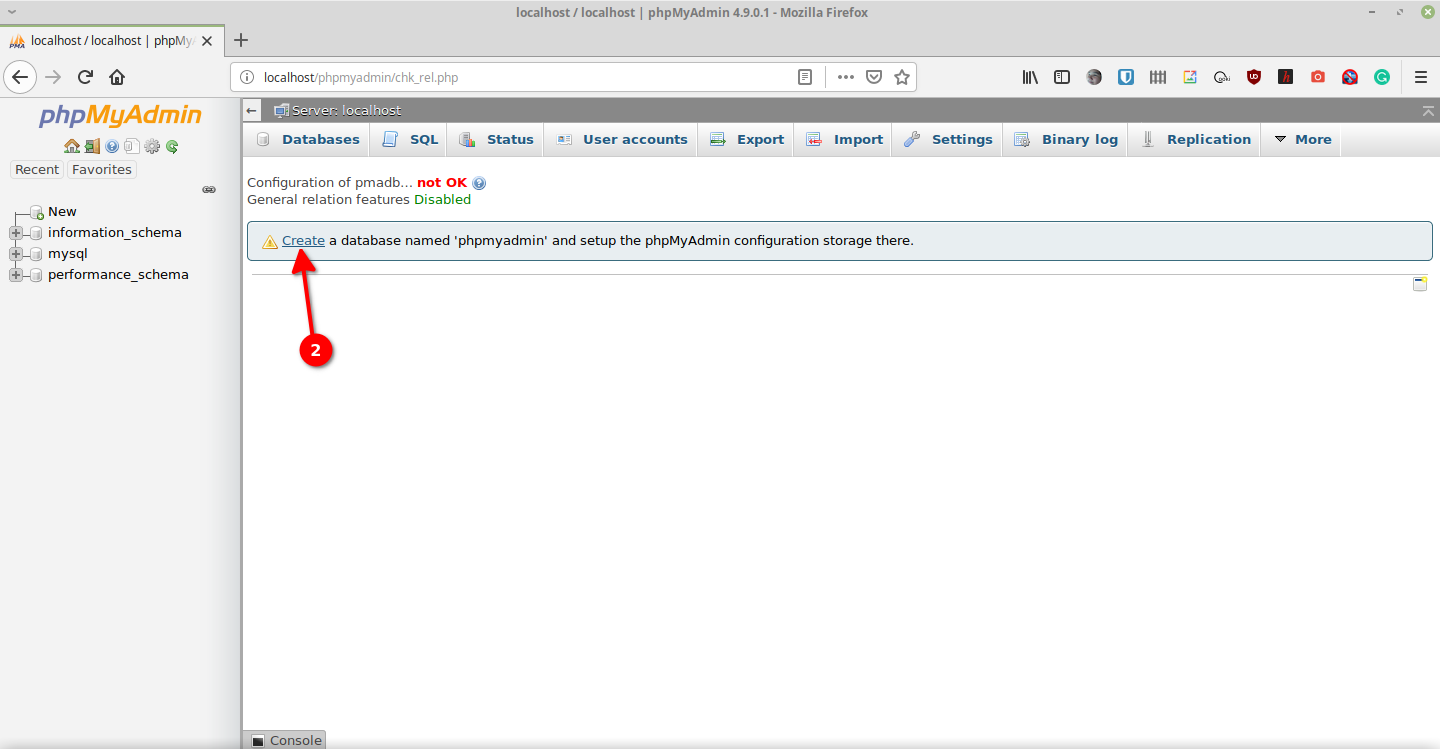 localhost / localhost | phpMyAdmin 4.9.0.1 - Mozilla Firefox
localhost / localhost | phpMy
localhost/phpmyadmin/chk_rel.php
phpMyAdmin
Recent Favorites
New
information_schema
mysql
performance_schema
Server: localhost
Databases SQL Status User accounts Export Import Settings Binary log Replication More
Configuration of pmadb... not OK
General relation features Disabled
Create a database named 'phpmyadmin' and setup the phpMyAdmin configuration storage there.
2
Console